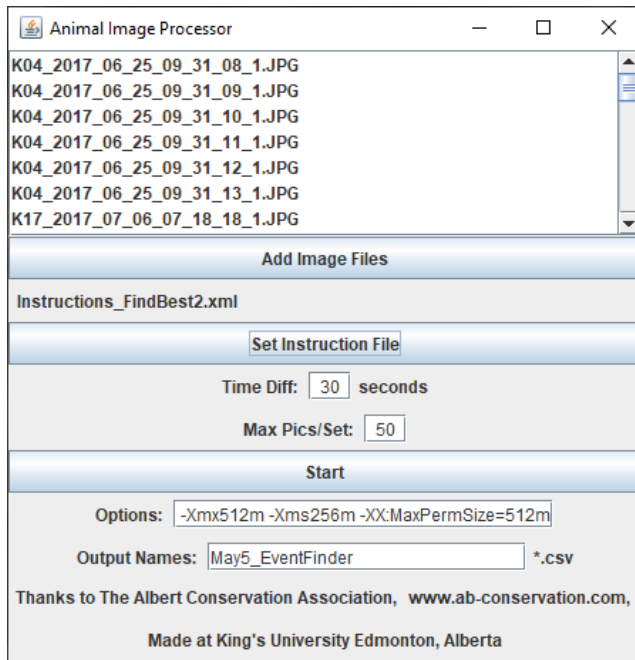 Animal Image Processor
K04_2017_06_25_09_31_08_1.JPG
K04_2017_06_25_09_31_09_1.JPG
K04_2017_06_25_09_31_10_1.JPG
K04_2017_06_25_09_31_11_1.JPG
K04_2017_06_25_09_31_12_1.JPG
K04_2017_06_25_09_31_13_1.JPG
K17_2017_07_06_07_18_18_1.JPG
Add Image Files
Instructions_FindBest2.xml
Set Instruction File
Time Diff: 30 seconds
Max Pics/Set: 50
Start
Options: -Xmx512m -Xms256m -XX:MaxPermSize=512m
Output Names: May5_EventFinder *.csv
Thanks to The Albert Conservation Association, www.ab-conservation.com,
Made at King's University Edmonton, Alberta